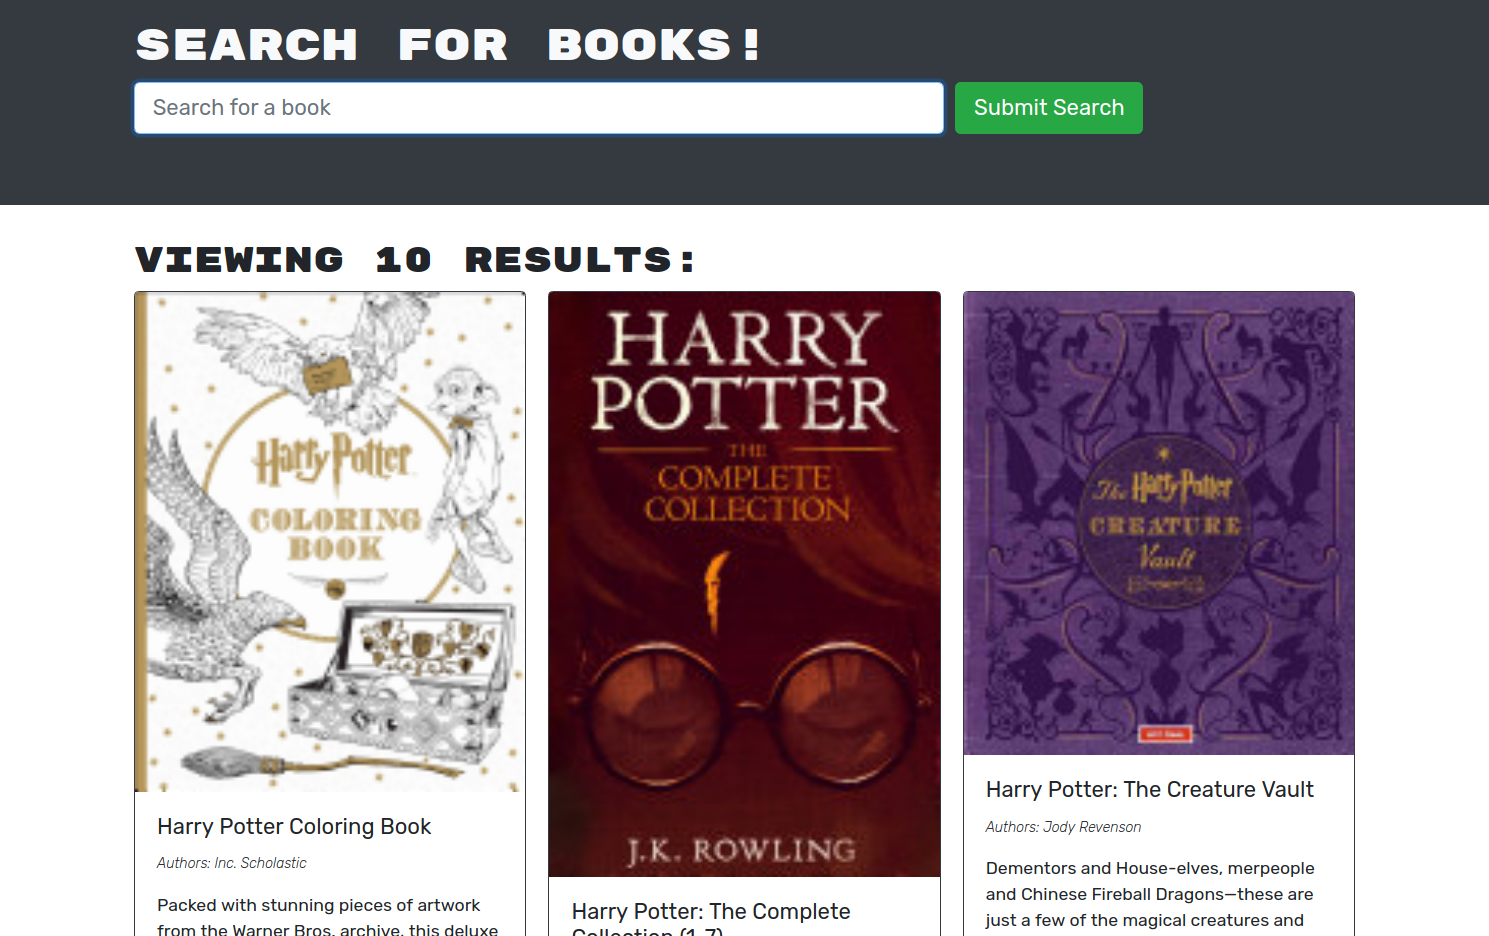 SEARCH FOR BOOKS!
Search for a book
Submit Search
VIEWING 10 RESULTS:
Harry Potter
COLORING
BOOK
Harry Potter Coloring Book
Authors: Inc. Scholastic
Packed with stunning pieces of artwork
from the Warner Bros. archive, this deluxe
HARRY
POTTER
THE
COMPLETE
COLLECTION
J.K. ROWLING
Harry Potter: The Complete
Collection (1-7)
The Harry Potter
CREATURE
Vault
Harry Potter: The Creature Vault
Authors: Jody Revenson
Dementors and House-elves, merpeople
and Chinese Fireball Dragons—these are
just a few of the magical creatures and